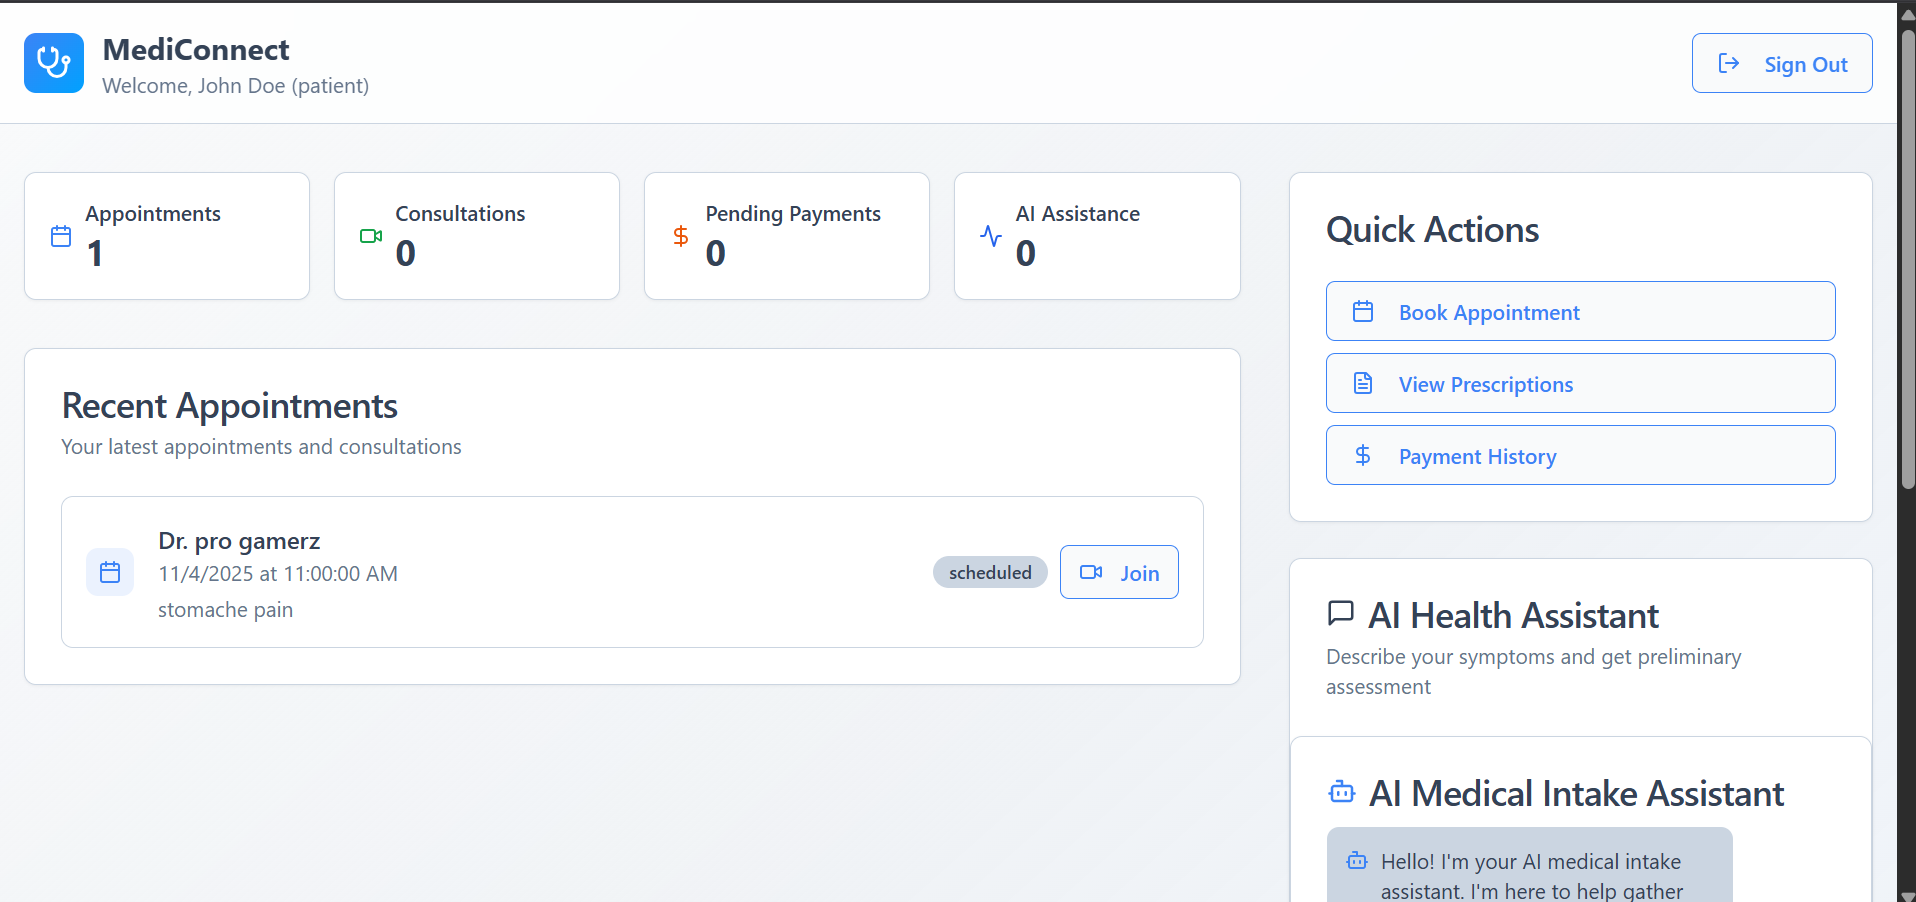 MediConnect
Welcome, John Doe (patient)
Sign Out
Appointments
1
Consultations
0
Pending Payments
0
AI Assistance
0
Recent Appointments
Your latest appointments and consultations
Dr. pro gamerz
11/4/2025 at 11:00:00 AM
stomache pain
scheduled
Join
Quick Actions
Book Appointment
View Prescriptions
Payment History
AI Health Assistant
Describe your symptoms and get preliminary
assessment
AI Medical Intake Assistant
Hello! I'm your AI medical intake
assistant. I'm here to help gather